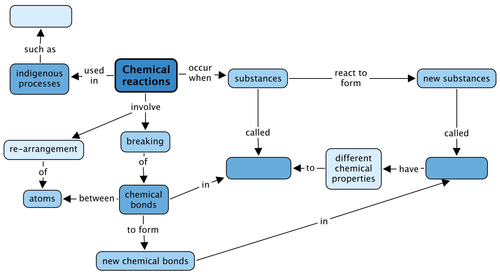 such as
indigenous
processes
used
in
Chemical
reactions
occur
when
substances
react to
form
new substances
involve
called
called
re-arrangement
breaking
of
of
different
chemical
properties
to
have
atoms
between
chemical
bonds
in
to form
in
new chemical bonds